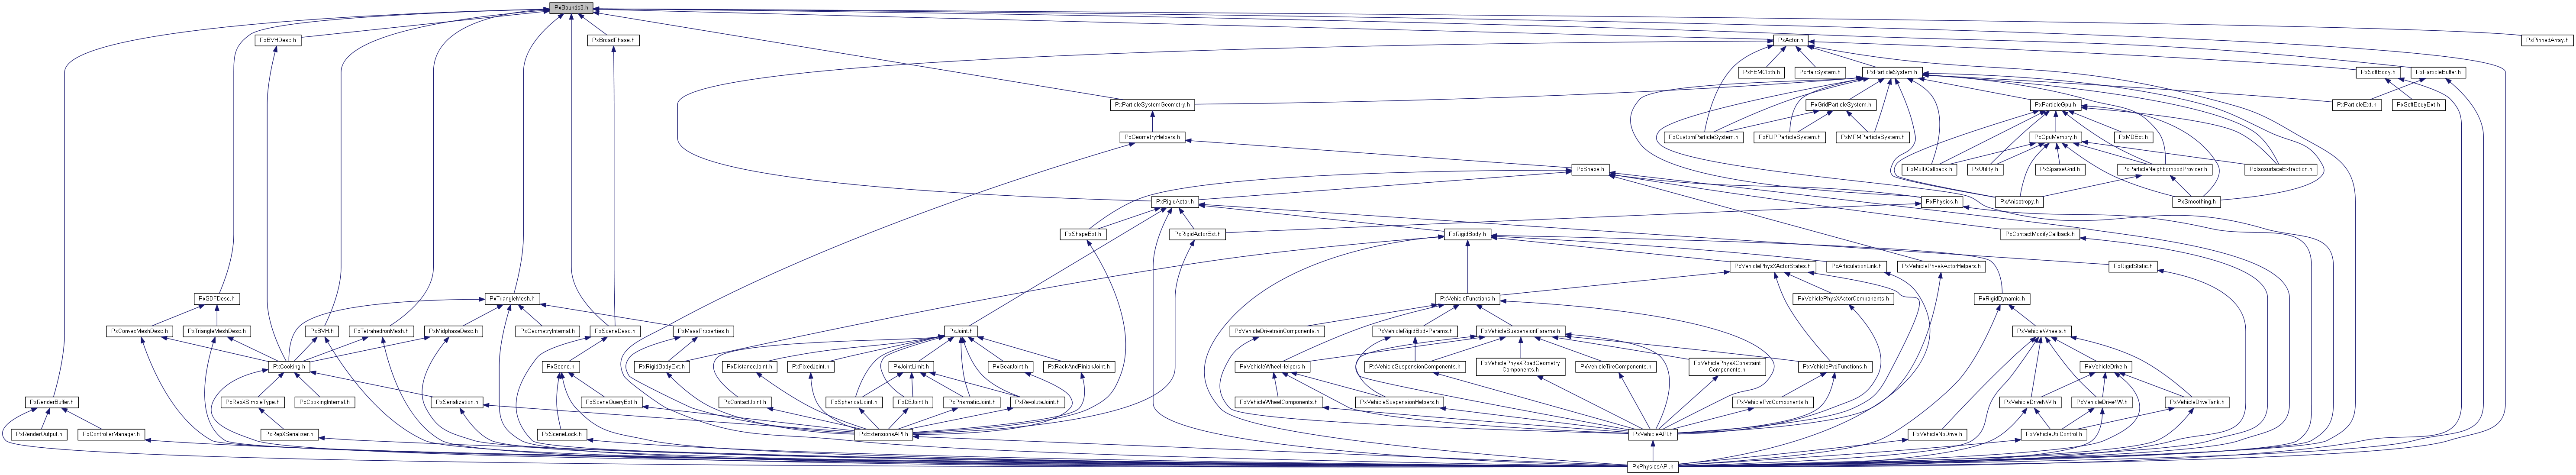 PxBounds3.h
PxBVHDesc.h
PxBroadPhase.h
PxActor.h
PxPinnedArray.h
PxFEMCloth.h
PxHairSystem.h
PxParticleSystem.h
PxSoftBody.h
PxParticleBuffer.h
PxParticleSystemGeometry.h
PxGridParticleSystem.h
PxParticleGpu.h
PxParticleExt.h
PxSoftBodyExt.h
PxGeometryHelpers.h
PxCustomParticleSystem.h
PxFLIPParticleSystem.h
PxMPMParticleSystem.h
PxGpuMemory.h
PxMDExt.h
PxShape.h
PxMultiCallback.h
PxUtility.h
PxSparseGrid.h
PxParticleNeighborhoodProvider.h
PxIsosurfaceExtraction.h
PxRigidActor.h
PxPhysics.h
PxAnisotropy.h
PxSmoothing.h
PxShapeExt.h
PxRigidActorExt.h
PxRigidBody.h
PxContactModifyCallback.h
PxVehiclePhysXActorStates.h
PxArticulationLink.h
PxVehiclePhysXActorHelpers.h
PxRigidStatic.h
PxSDFDesc.h
PxTriangleMesh.h
PxVehicleFunctions.h
PxVehiclePhysXActorComponents.h
PxRigidDynamic.h
PxConvexMeshDesc.h
PxTriangleMeshDesc.h
PxBVH.h
PxTetrahedronMesh.h
PxMidphaseDesc.h
PxGeometryInternal.h
PxSceneDesc.h
PxMassProperties.h
PxJoint.h
PxVehicleDrivetrainComponents.h
PxVehicleRigidBodyParams.h
PxVehicleSuspensionParams.h
PxVehicleWheels.h
PxCooking.h
PxScene.h
PxRigidBodyExt.h
PxDistanceJoint.h
PxFixedJoint.h
PxJointLimit.h
PxGearJoint.h
PxRackAndPinionJoint.h
PxVehicleWheelHelpers.h
PxVehicleSuspensionComponents.h
PxVehiclePhysXRoadGeometry
Components.h
PxVehicleTireComponents.h
PxVehiclePhysXConstraint
Components.h
PxVehiclePvdFunctions.h
PxVehicleDrive.h
PxRenderBuffer.h
PxRepXSimpleType.h
PxCookingInternal.h
PxSerialization.h
PxSceneQueryExt.h
PxContactJoint.h
PxSphericalJoint.h
PxD6Joint.h
PxPrismaticJoint.h
PxRevoluteJoint.h
PxVehicleWheelComponents.h
PxVehicleSuspensionHelpers.h
PxVehiclePvdComponents.h
PxVehicleDriveNW.h
PxVehicleDrive4W.h
PxVehicleDriveTank.h
PxRenderOutput.h
PxControllerManager.h
PxRepXSerializer.h
PxSceneLock.h
PxExtensionsAPI.h
PxVehicleAPI.h
PxVehicleNoDrive.h
PxVehicleUtilControl.h
PxPhysicsAPI.h